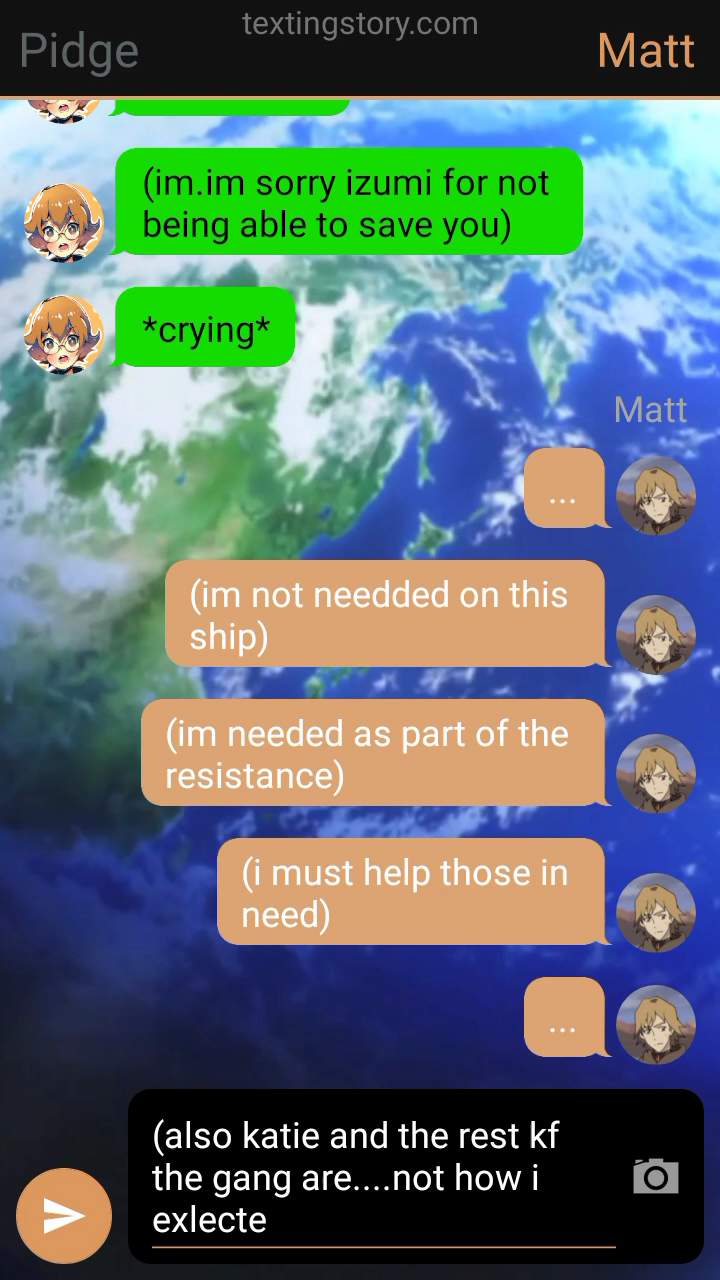 textingstory.com
Pidge
Matt
(im.im sorry izumi for not
being able to save you)
*crying*
Matt
...
(im not needded on this
ship)
(im needed as part of the
resistance)
(i must help those in
need)
...
(also katie and the rest kf
the gang are....not how i
exlecte